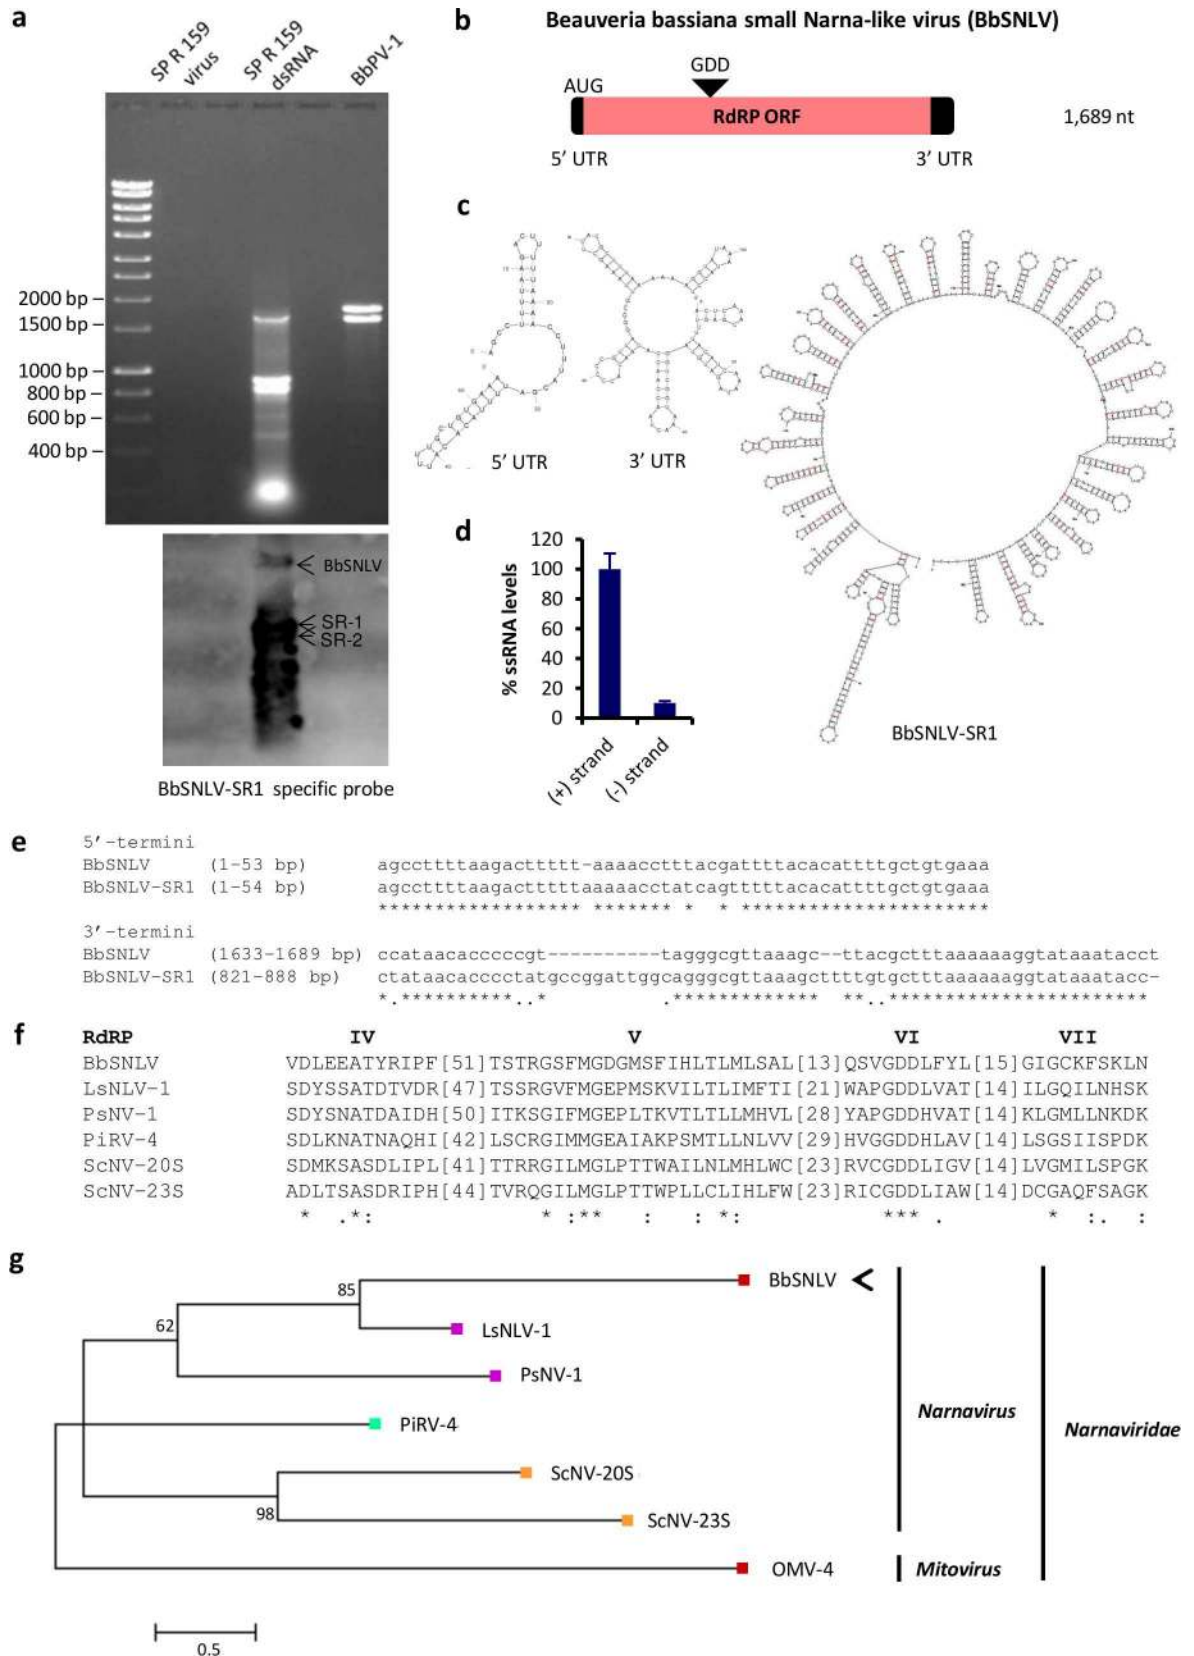 a
SP R 159
virus
SP R 159
dsRNA
BbPV-1
2000 bp
1500 bp
1000 bp
800 bp
600 bp
400 bp
BbSNLV
SR-1
SR-2
BbSNLV-SR1 specific probe
b
Beauveria bassiana small Narna-like virus (BbSNLV)
GDD
AUG
RdRP ORF
1,689 nt
5′ UTR
3′ UTR
c
5′ UTR
3′ UTR
BbSNLV-SR1
d
% ssRNA levels
120
100
80
60
40
20
0
(+) strand
(-) strand
e
5′-termini
BbSNLV (1-53 bp) agccttttaagacttttt-aaaacctttacgattttacacattttgctgtgaaa
BbSNLV-SR1 (1-54 bp) agccttttaagactttttaaaaacctatcagtttttacacattttgctgtgaaa
****************** ******* * * **********************
3′-termini
BbSNLV (1633-1689 bp) ccataacacccccgt----------tagggcgttaaagc--ttacgctttaaaaaaggtataaatacct
BbSNLV-SR1 (821-888 bp) ctataacacccctatgccggattggcagggcgttaaagcttttgtgctttaaaaaaggtataaatacc-
*.**********..* .************* **..***********************
f
RdRP IV V VI VII
BbSNLV VDLEEATYRIPF[51]TSTRGSFMGDGMSFIHLTLMLSAL[13]QSVGDDLFYL[15]GIGCKFSKLN
LsNLV-1 SDYSSATDTVDR[47]TSSRGVFMGEPMSKVILTLIMFTI[21]WAPGDDLVAT[14]ILGQILNHSK
PsNV-1 SDYSNATDAIDH[50]ITKSGIFMGEPLTKVTLTLLMHVL[28]YAPGDDHVAT[14]KLGMLLNKDK
PiRV-4 SDLKNATNAQHI[42]LSCRGIMMGEAIAKPSMTLLNLVV[29]HVGGDDHLAV[14]LSGSIISPDK
ScNV-20S SDMKSASDLIPL[41]TTRRGILMGLPTTWAILNLMHLWC[23]RVCGDDLIGV[14]LVGMILSPGK
ScNV-23S ADLTSASDRIPH[44]TVRQGILMGLPTTWPLLCLIHLFW[23]RICGDDLIAW[14]DCGAQFSAGK
* .*: * :** : : *: *** . * :. :
g
85
BbSNLV
62
LsNLV-1
PsNV-1
PiRV-4
Narnavirus
Narnaviridae
ScNV-20S
98
ScNV-23S
OMV-4
Mitovirus
0.5